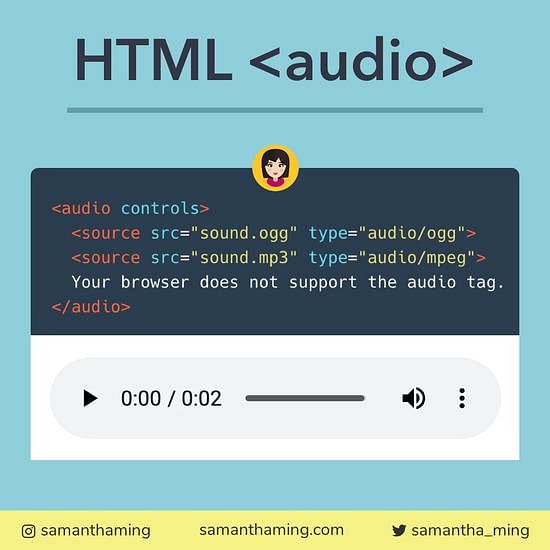 HTML <audio>
<audio controls>
<source src="sound.ogg" type="audio/ogg">
<source src="sound.mp3" type="audio/mpeg">
Your browser does not support the audio tag.
</audio>
0:00 / 0:02
samanthaming samanthaming.com samantha_ming